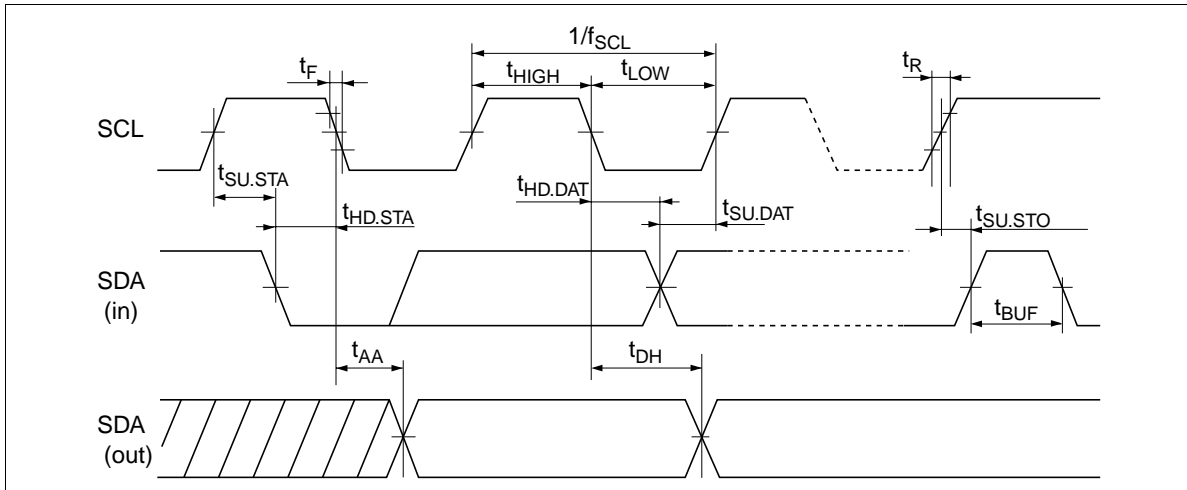 1/fSCL
tF
tHIGH
tLOW
tR
SCL
tSU.STA
tHD.DAT
tHD.STA
tSU.DAT
tSU.STO
SDA
(in)
tBUF
tAA
tDH
SDA
(out)